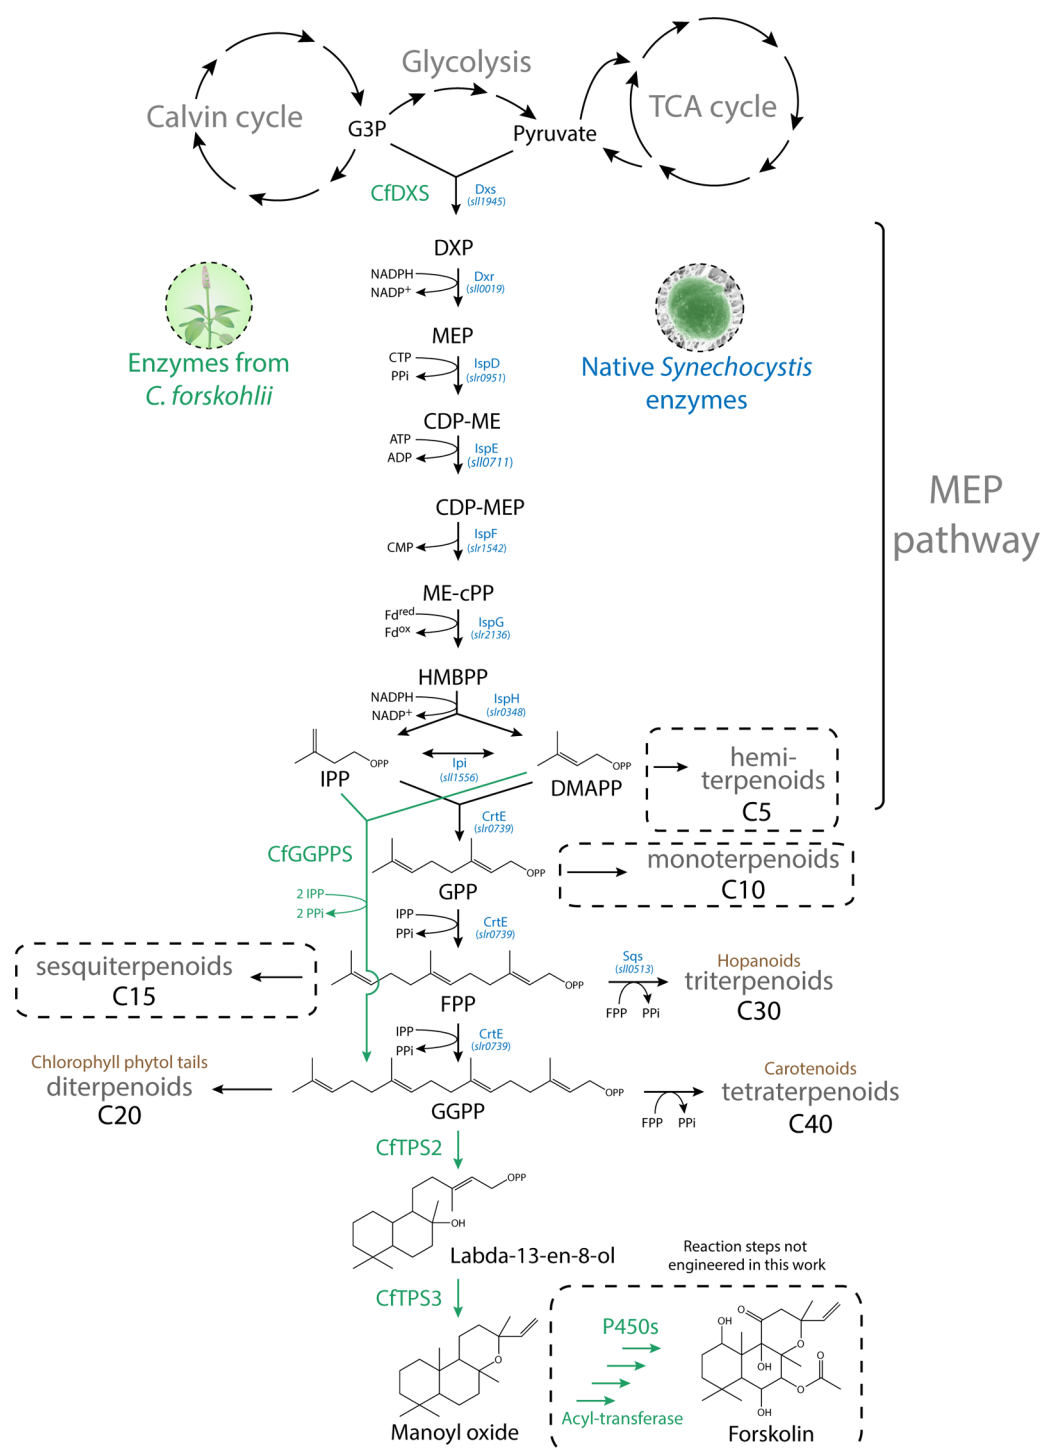 Glycolysis
Calvin cycle
TCA cycle
G3P
Pyruvate
CfDXS
Dxs
(sll1945)
DXP
NADPH
NADP+
Dxr
(sll0019)
MEP
CTP
PPi
IspD
(slr0951)
Enzymes from
C. forskohlii
Native Synechocystis
enzymes
CDP-ME
ATP
ADP
IspE
(sll0711)
MEP
pathway
CDP-MEP
CMP
IspF
(slr1542)
ME-cPP
Fdred
Fdox
IspG
(slr2136)
HMBPP
NADPH
NADP+
IspH
(slr0348)
OPP
IPP
Ipi
(sll1556)
OPP
DMAPP
hemi-
terpenoids
C5
CrtE
(slr0739)
CfGGPPS
OPP
GPP
monoterpenoids
C10
2 IPP
2 PPi
IPP
PPi
CrtE
(slr0739)
sesquiterpenoids
C15
OPP
FPP
Sqs
(sll0513)
FPP
PPi
Hopanoids
triterpenoids
C30
IPP
PPi
CrtE
(slr0739)
Chlorophyll phytol tails
diterpenoids
C20
OPP
GGPP
FPP
PPi
Carotenoids
tetraterpenoids
C40
CfTPS2
OPP
OH
Labda-13-en-8-ol
Reaction steps not
engineered in this work
CfTPS3
O
Manoyl oxide
P450s
Acyl-transferase
O
OH
O
OH
O
O
OH
Forskolin